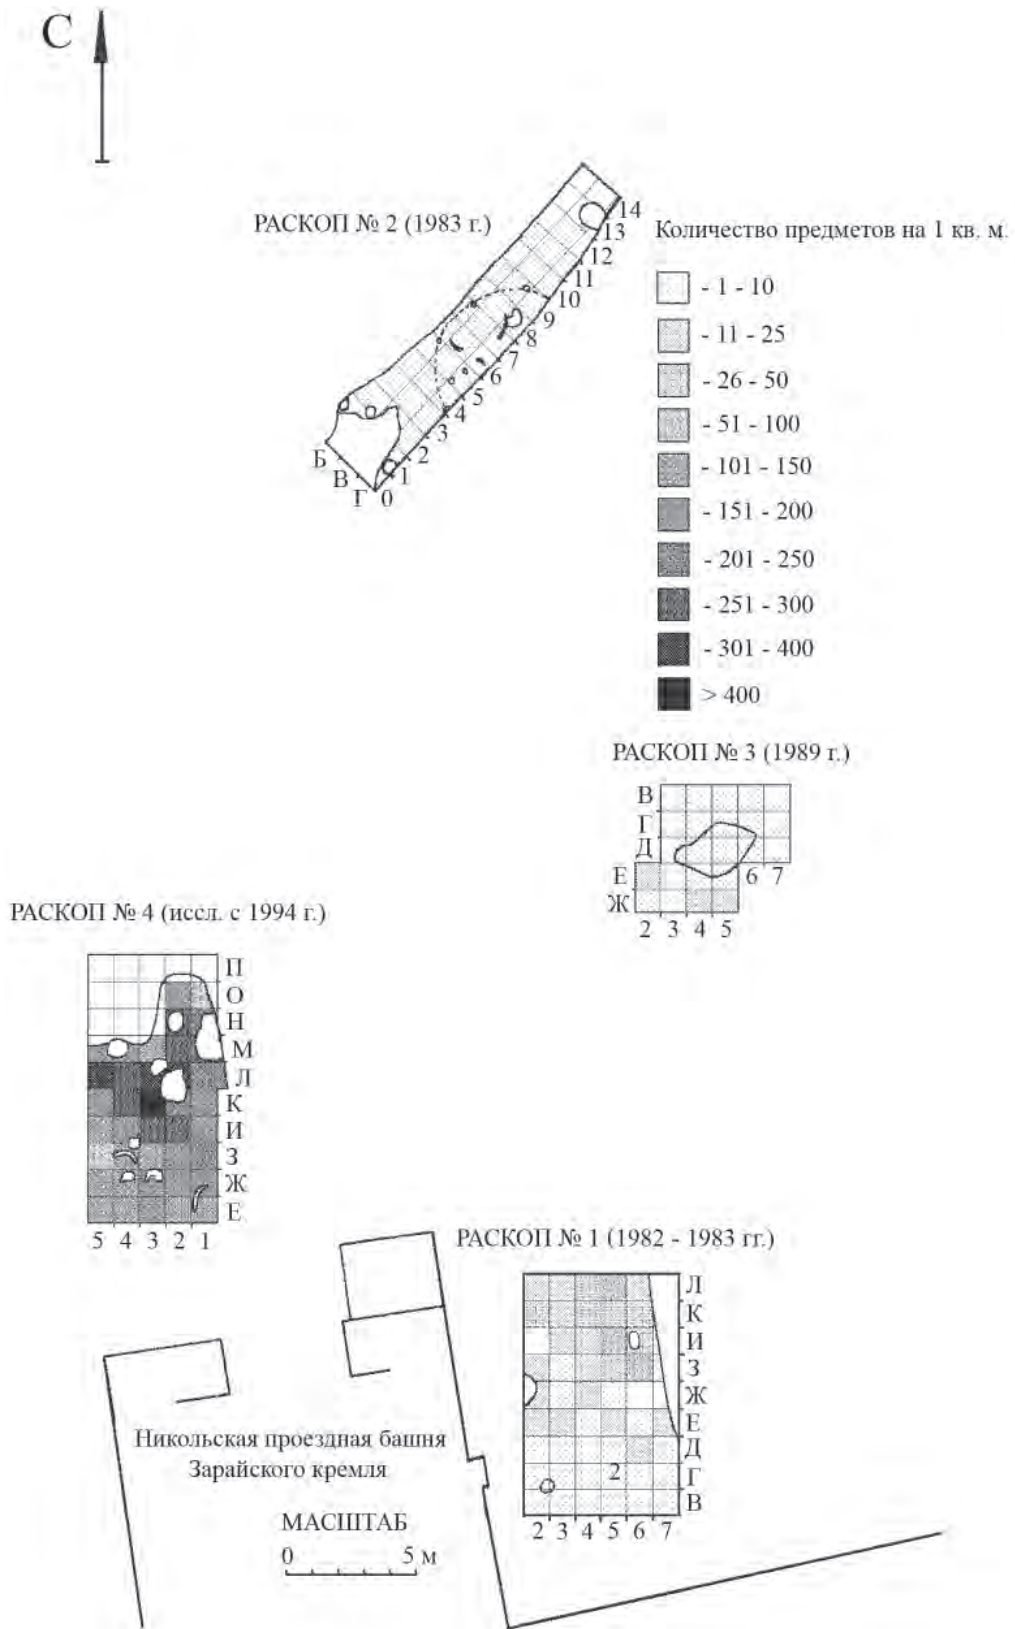 С
РАСКОП № 2 (1983 г.)
14
13
12
11
10
9
8
7
6
5
4
3
2
1
0
Б
В
Г
Количество предметов на 1 кв. м.
- 1 - 10
- 11 - 25
- 26 - 50
- 51 - 100
- 101 - 150
- 151 - 200
- 201 - 250
- 251 - 300
- 301 - 400
> 400
РАСКОП № 3 (1989 г.)
В
Г
Д
Е
Ж
6 7
2 3 4 5
РАСКОП № 4 (иссл. с 1994 г.)
П
О
Н
М
Л
К
И
З
Ж
Е
5 4 3 2 1
РАСКОП № 1 (1982 - 1983 гг.)
Л
К
И
З
Ж
Е
Д
Г
В
2
2 3 4 5 6 7
Никольская проездная башня
Зарайского кремля
МАСШТАБ
0 5 м